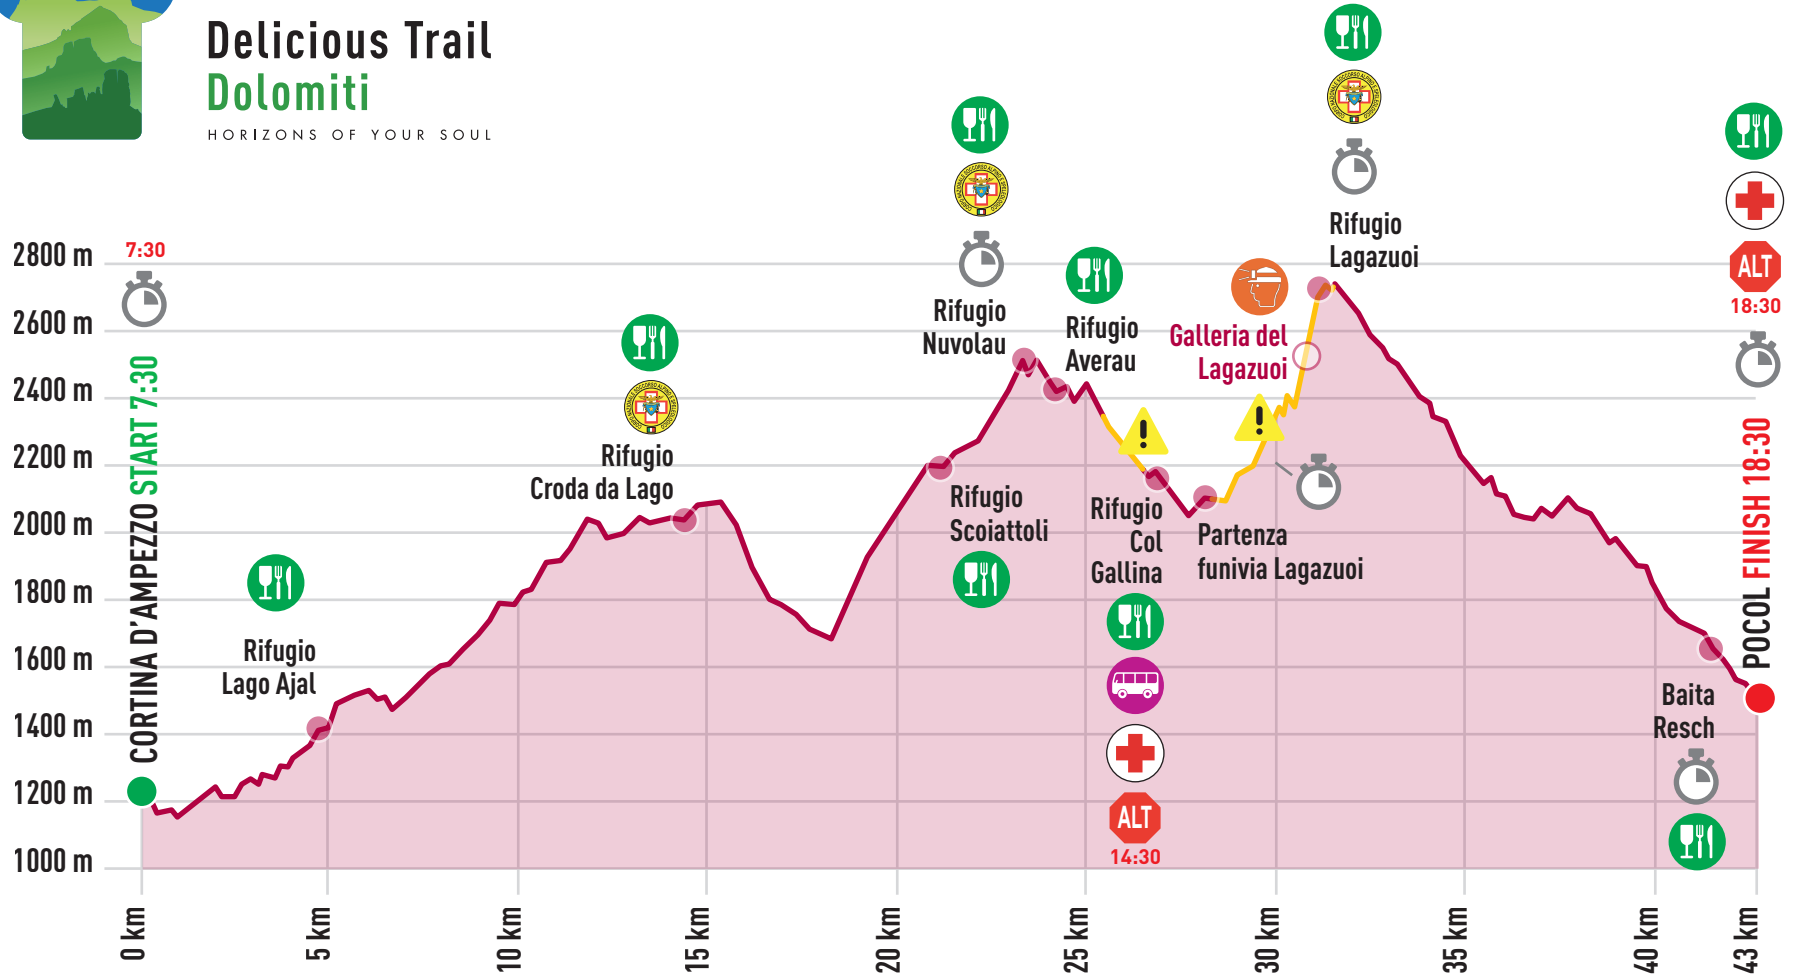 Delicious Trail
Dolomiti
HORIZONS OF YOUR SOUL
2800 m
2600 m
2400 m
2200 m
2000 m
1800 m
1600 m
1400 m
1200 m
1000 m
7:30
CORTINA D'AMPEZZO START 7:30
Rifugio
Lago Ajal
Rifugio
Croda da Lago
Rifugio
Nuvolau
Rifugio
Scoiattoli
Rifugio
Averau
Rifugio
Col
Gallina
ALT
14:30
Galleria del
Lagazuoi
Partenza
funivia Lagazuoi
Rifugio
Lagazuoi
Baita
Resch
ALT
18:30
POCOL FINISH 18:30
0 km
5 km
10 km
15 km
20 km
25 km
30 km
35 km
40 km
43 km